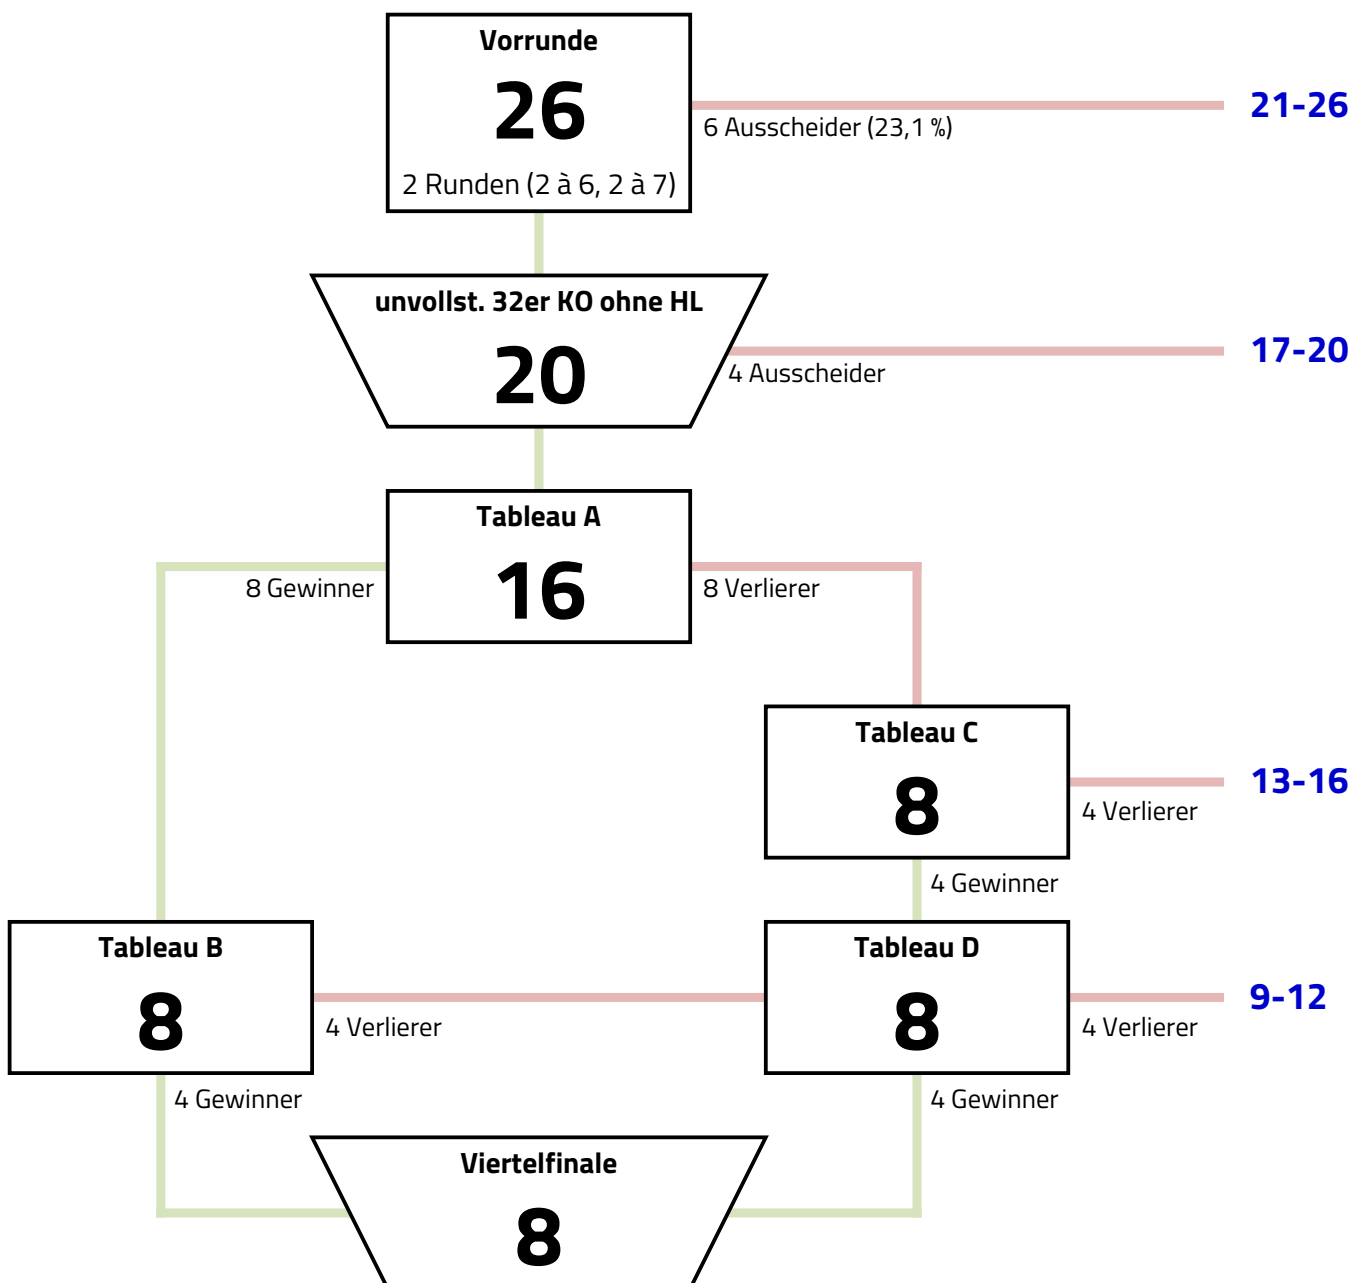 Vorrunde
26
2 Runden (2 à 6, 2 à 7)
6 Ausscheider (23,1 %)
21-26
unvollst. 32er KO ohne HL
20
4 Ausscheider
17-20
Tableau A
16
8 Gewinner
8 Verlierer
Tableau C
8
4 Verlierer
13-16
4 Gewinner
Tableau B
8
4 Verlierer
4 Gewinner
Tableau D
8
4 Verlierer
9-12
4 Gewinner
Viertelfinale
8